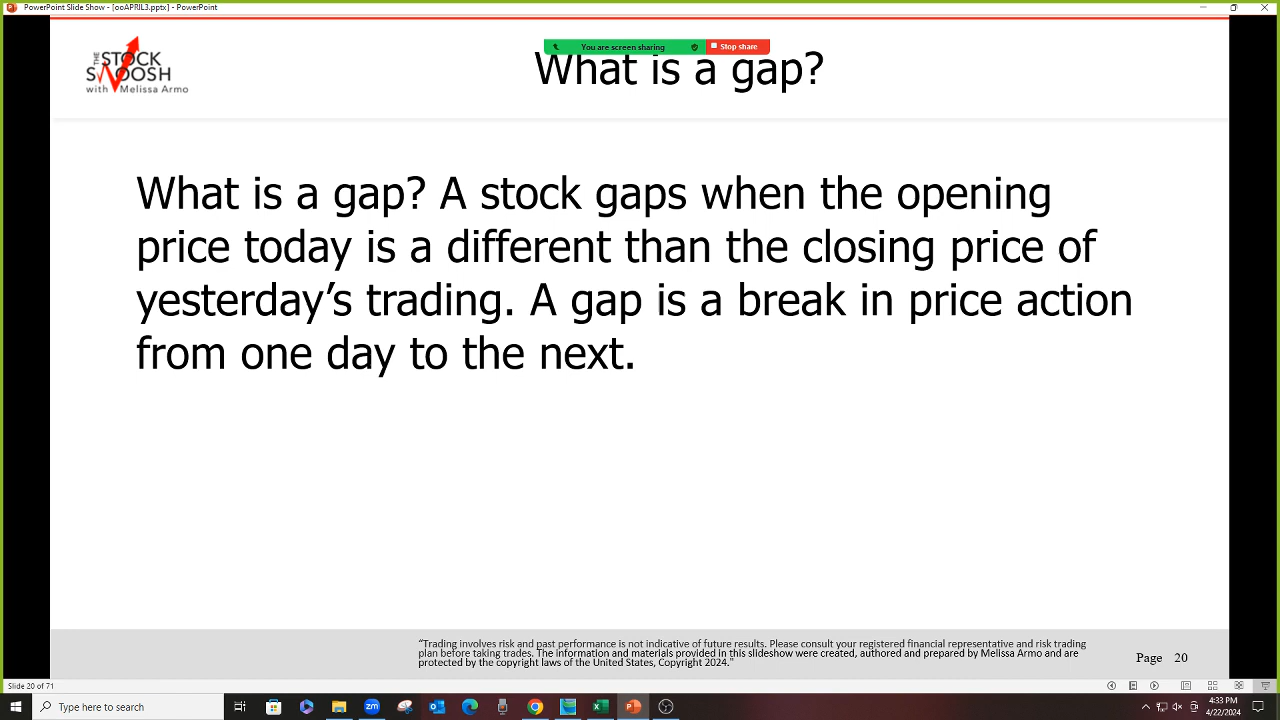 PowerPoint Slide Show - [ooAPRIL3.pptx] - PowerPoint
You are screen sharing
Stop share
THE
STOCK
SWOOSH
with Melissa Armo
What is a gap?
What is a gap? A stock gaps when the opening
price today is a different than the closing price of
yesterday’s trading. A gap is a break in price action
from one day to the next.
“Trading involves risk and past performance is not indicative of future results. Please consult your registered financial representative and risk trading
plan before taking trades. The information and materials provided in this slideshow were created, authored and prepared by Melissa Armo and are
protected by the copyright laws of the United States, Copyright 2024.”
Page 20
Slide 20 of 71
Type here to search
4:33 PM
4/22/2024